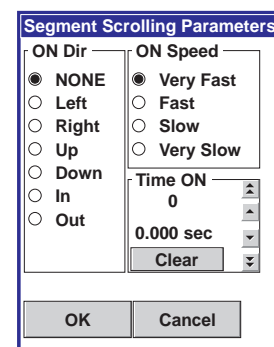 Segment Scrolling Parameters
ON Dir
NONE
Left
Right
Up
Down
In
Out
ON Speed
Very Fast
Fast
Slow
Very Slow
Time ON
0
0.000 sec
Clear
OK
Cancel